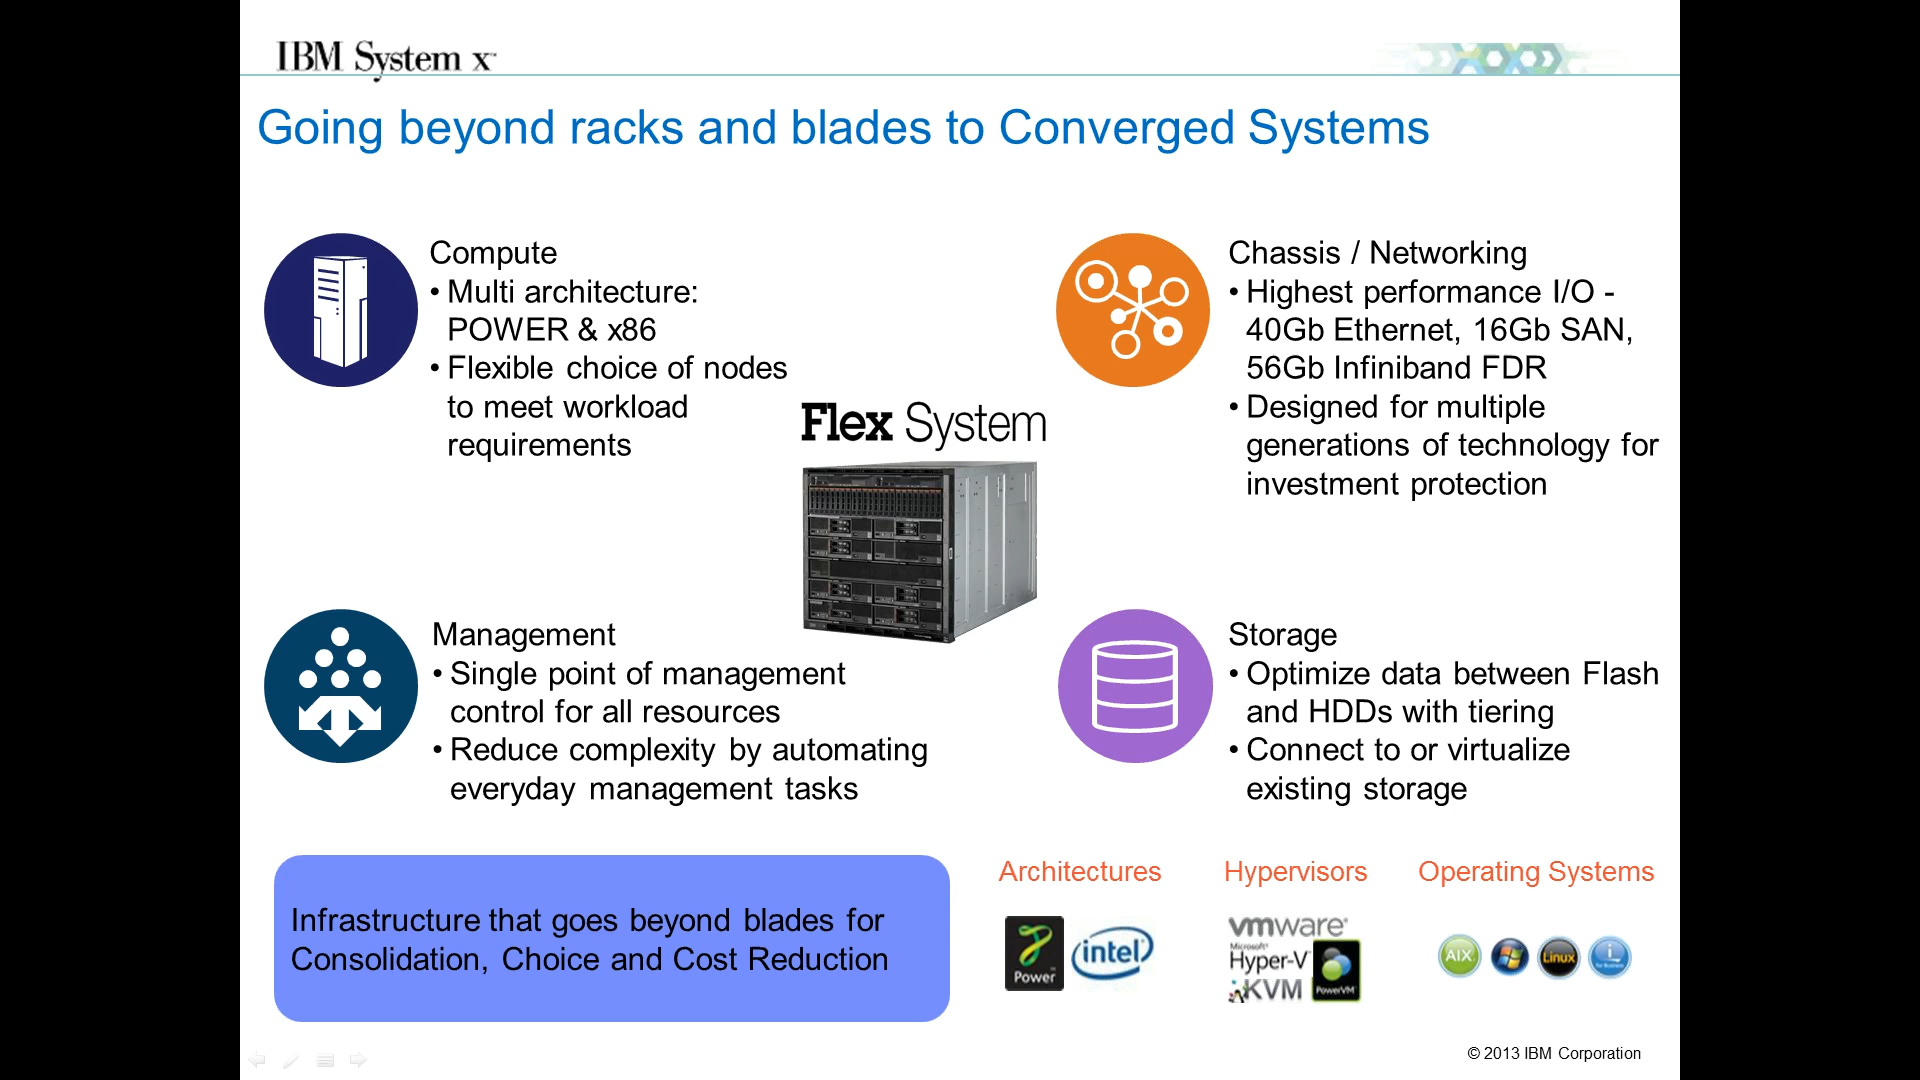 IBM System x™
Going beyond racks and blades to Converged Systems
Compute
• Multi architecture:
POWER & x86
• Flexible choice of nodes
to meet workload
requirements
Chassis / Networking
• Highest performance I/O -
40Gb Ethernet, 16Gb SAN,
56Gb Infiniband FDR
• Designed for multiple
generations of technology for
investment protection
Flex System
Management
• Single point of management
control for all resources
• Reduce complexity by automating
everyday management tasks
Storage
• Optimize data between Flash
and HDDs with tiering
• Connect to or virtualize
existing storage
Infrastructure that goes beyond blades for
Consolidation, Choice and Cost Reduction
Architectures
Power
intel
Hypervisors
vmware
Microsoft
Hyper-V
KVM
PowerVM
Operating Systems
AIX
Linux
i
for Business
© 2013 IBM Corporation